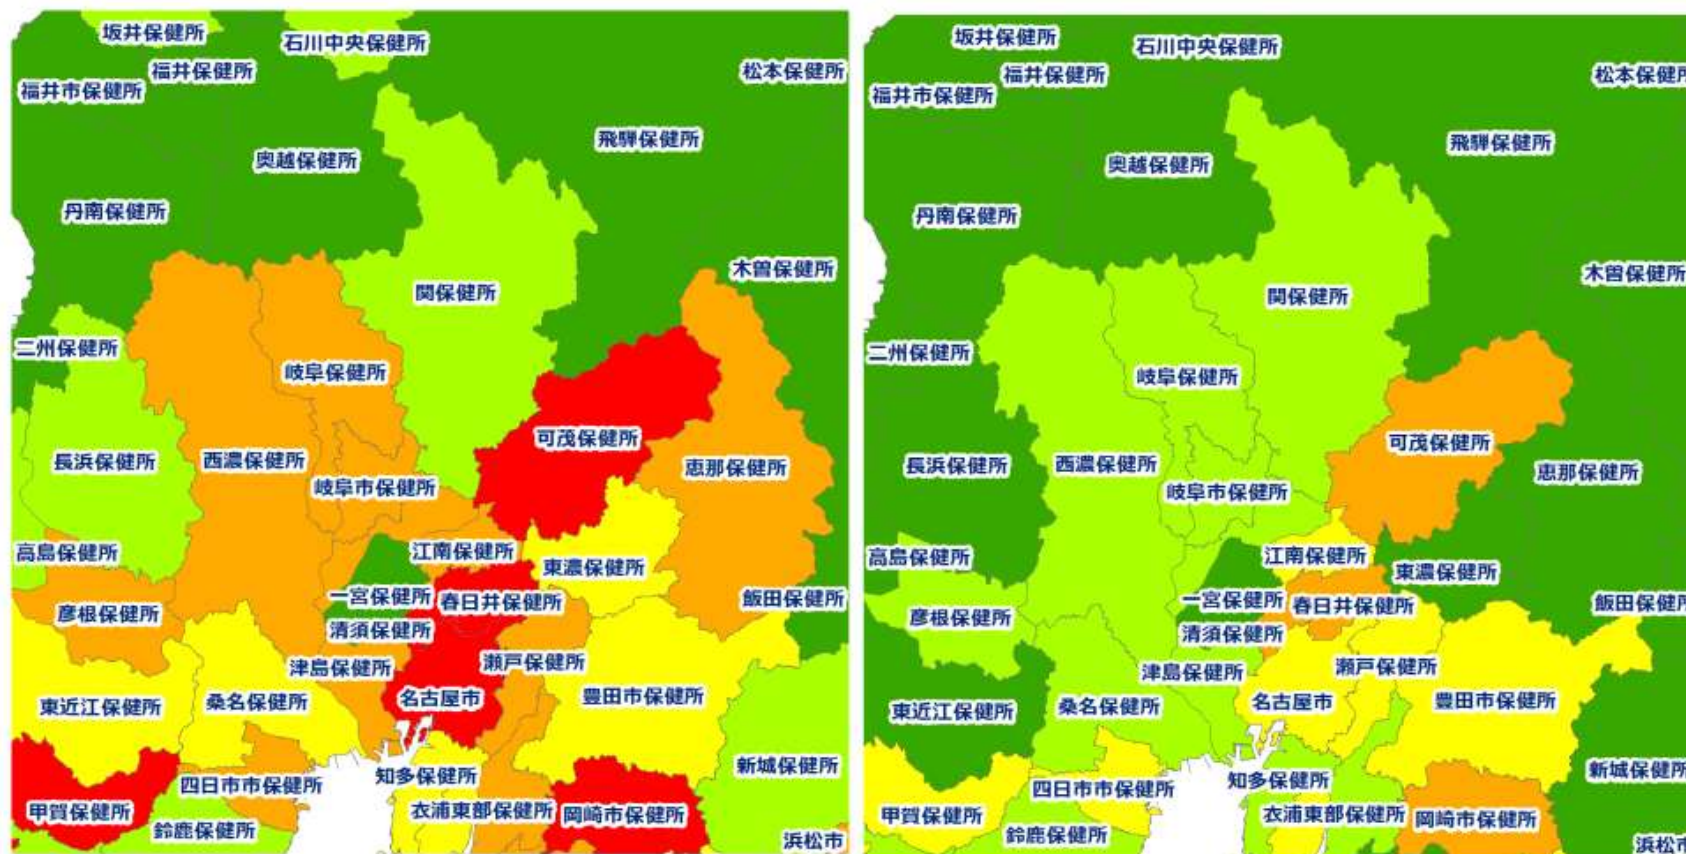 坂井保健所
石川中央保健所
福井保健所
松本保健所
福井市保健所
飛騨保健所
奥越保健所
丹南保健所
木曽保健所
関保健所
二州保健所
岐阜保健所
可茂保健所
長浜保健所
西濃保健所
恵那保健所
岐阜市保健所
高島保健所
江南保健所
東濃保健所
一宮保健所
春日井保健所
飯田保健所
彦根保健所
清須保健所
津島保健所
瀬戸保健所
東近江保健所
桑名保健所
名古屋市
豊田市保健所
新城保健所
知多保健所
四日市市保健所
甲賀保健所
衣浦東部保健所
岡崎市保健所
鈴鹿保健所
浜松市
坂井保健所
石川中央保健所
福井保健所
松本保健所
福井市保健所
飛騨保健所
奥越保健所
丹南保健所
木曽保健所
関保健所
二州保健所
岐阜保健所
可茂保健所
長浜保健所
西濃保健所
恵那保健所
岐阜市保健所
高島保健所
江南保健所
東濃保健所
一宮保健所
春日井保健所
飯田保健所
彦根保健所
清須保健所
津島保健所
瀬戸保健所
東近江保健所
桑名保健所
名古屋市
豊田市保健所
新城保健所
知多保健所
四日市市保健所
甲賀保健所
衣浦東部保健所
岡崎市保健所
鈴鹿保健所
浜松市